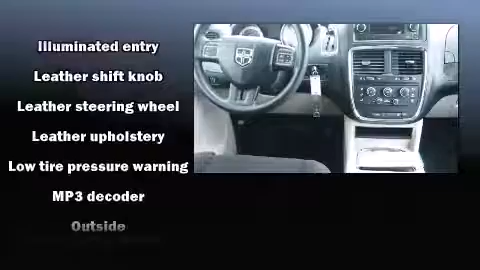 Illuminated entry
Leather shift knob
Leather steering wheel
Leather upholstery
Low tire pressure warning
MP3 decoder
Outside